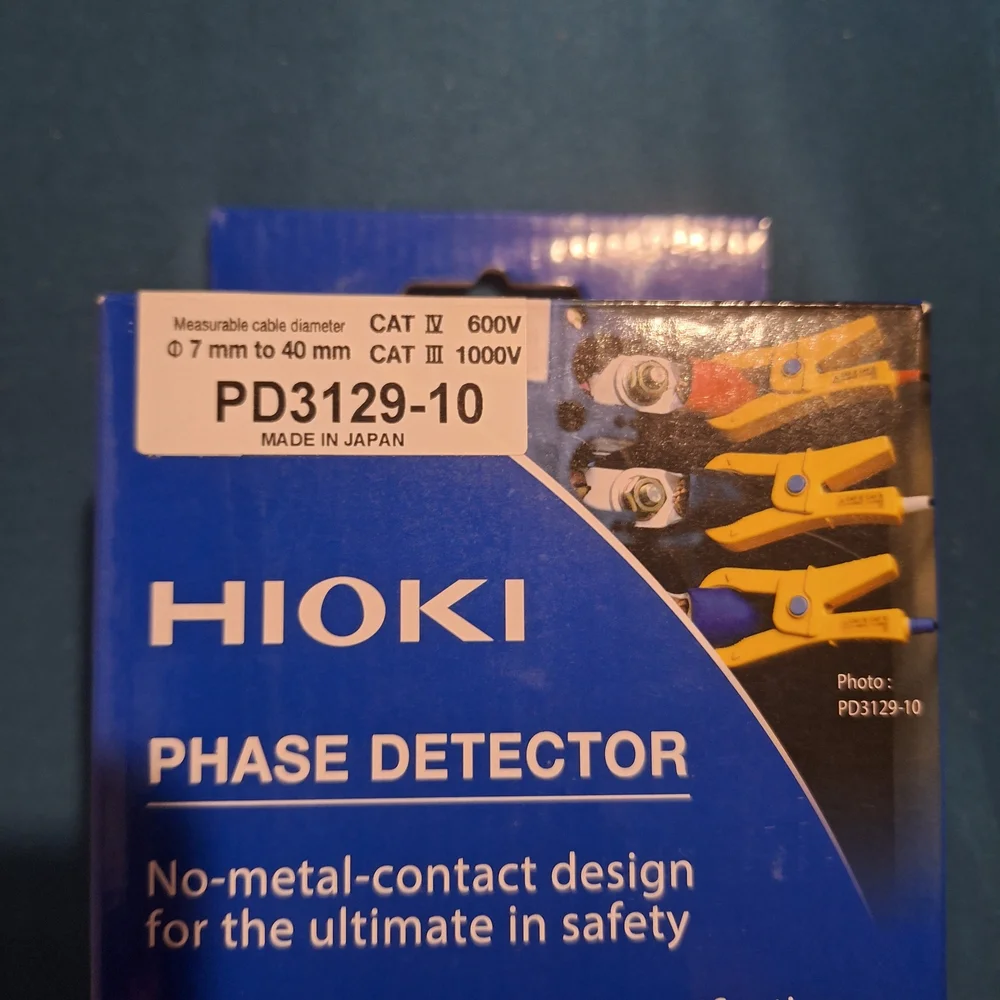 Measurable cable diameter CAT Ⅳ 600V
Φ 7 mm to 40 mm CAT Ⅲ 1000V
PD3129-10
MADE IN JAPAN
HIOKI
Photo :
PD3129-10
PHASE DETECTOR
No-metal-contact design
for the ultimate in safety